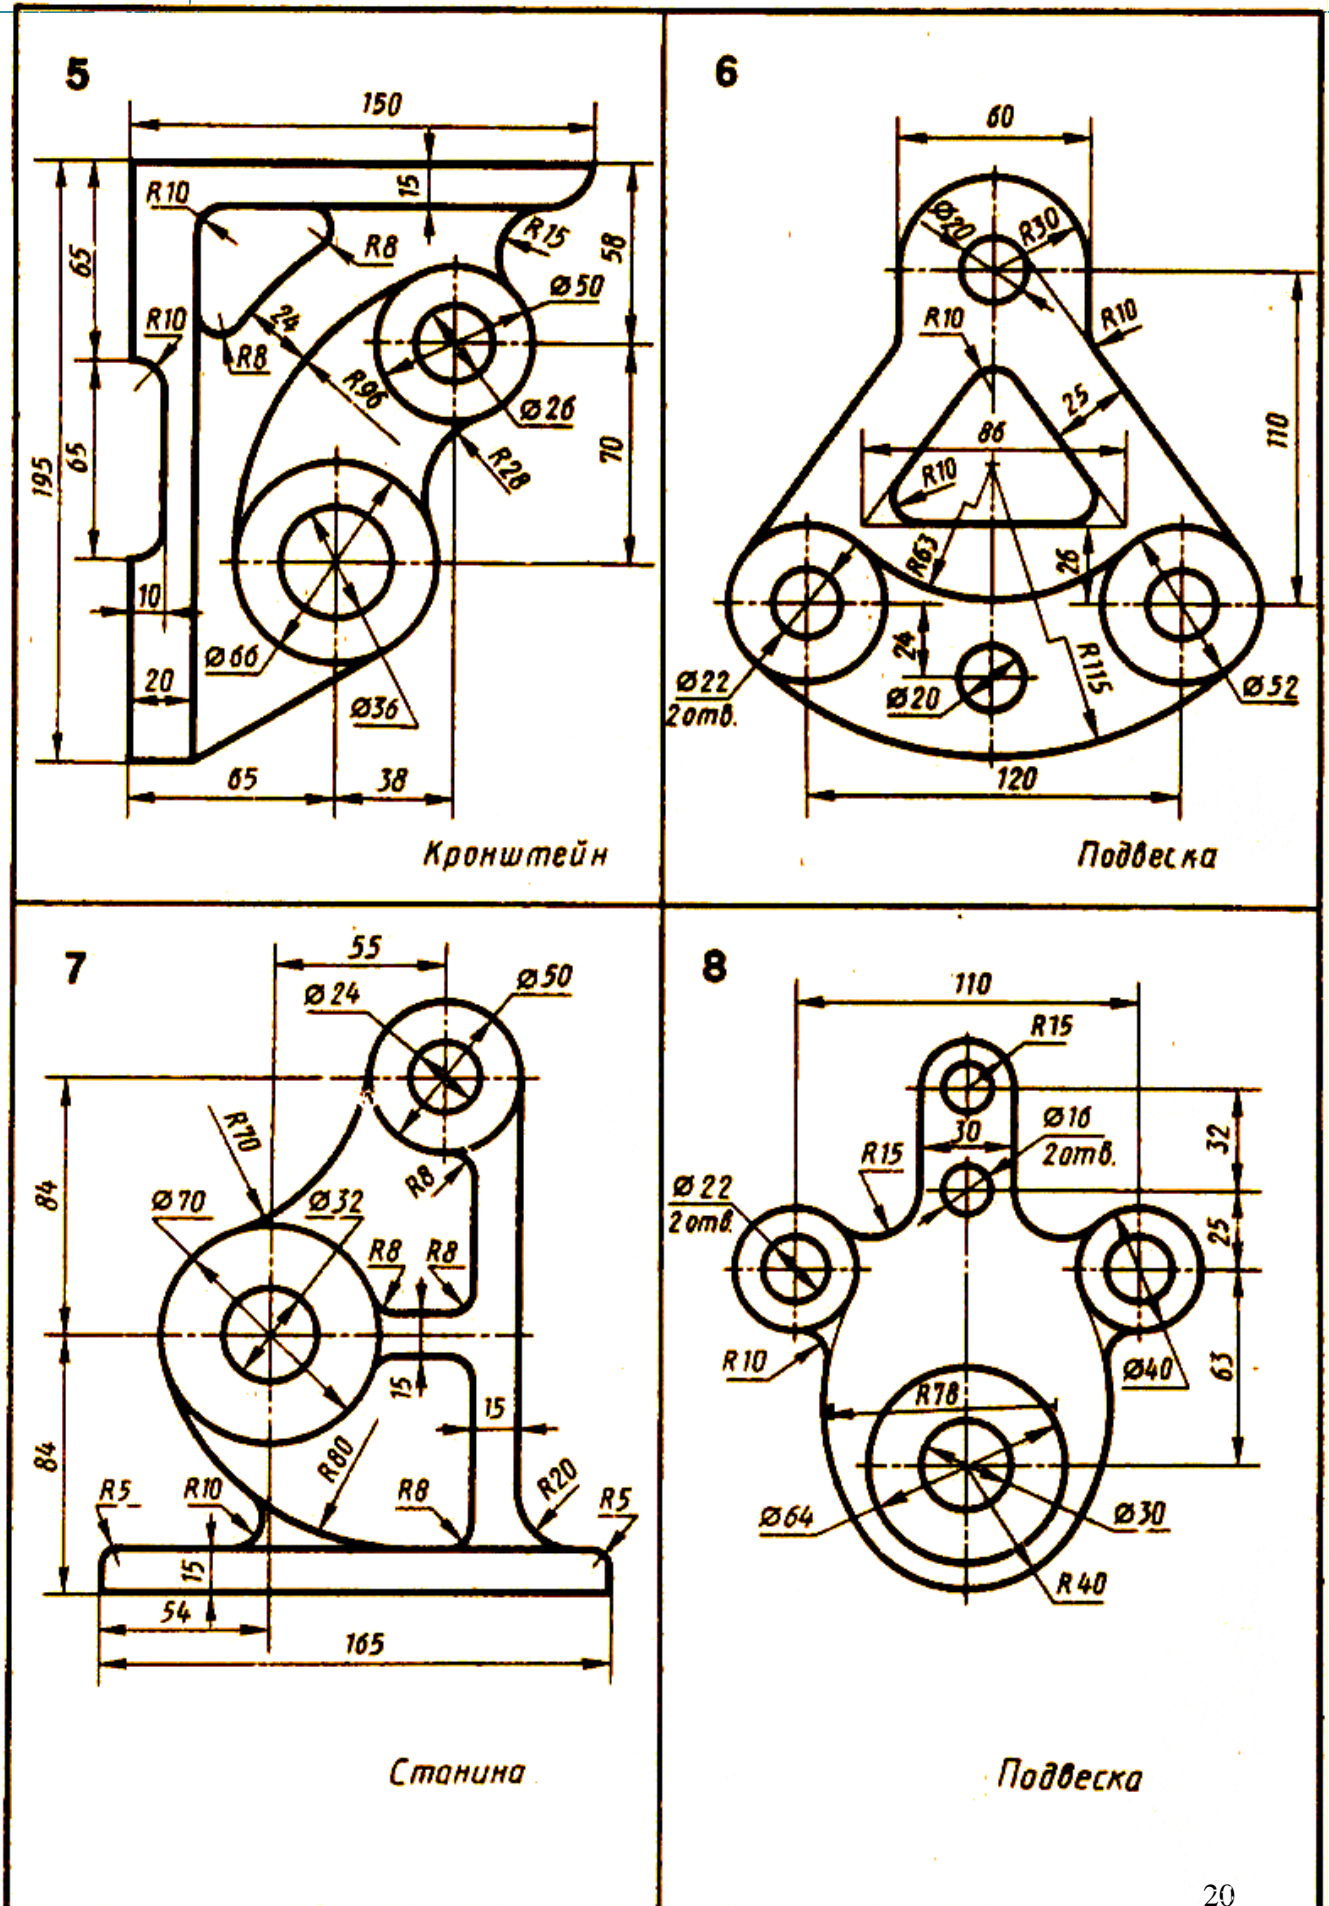 5
150
15
R10
R8
65
58
R15
Ø50
24
R10
R8
R96
Ø26
195
65
70
R28
10
Ø66
20
Ø36
65
38
Кронштейн
6
60
Ø20
R30
R10
R10
25
86
110
R10
R63
26
24
R115
Ø22
2отв.
Ø20
Ø52
120
Подвеска
7
55
Ø24
Ø50
R70
R8
84
Ø70
Ø32
R8
R8
15
15
84
R80
R5
R10
R8
R20
R5
15
54
165
Станина
8
110
R15
30
Ø16
2отв.
32
R15
Ø22
2отв.
25
R10
Ø40
63
R78
Ø64
Ø30
R40
Подвеска
20